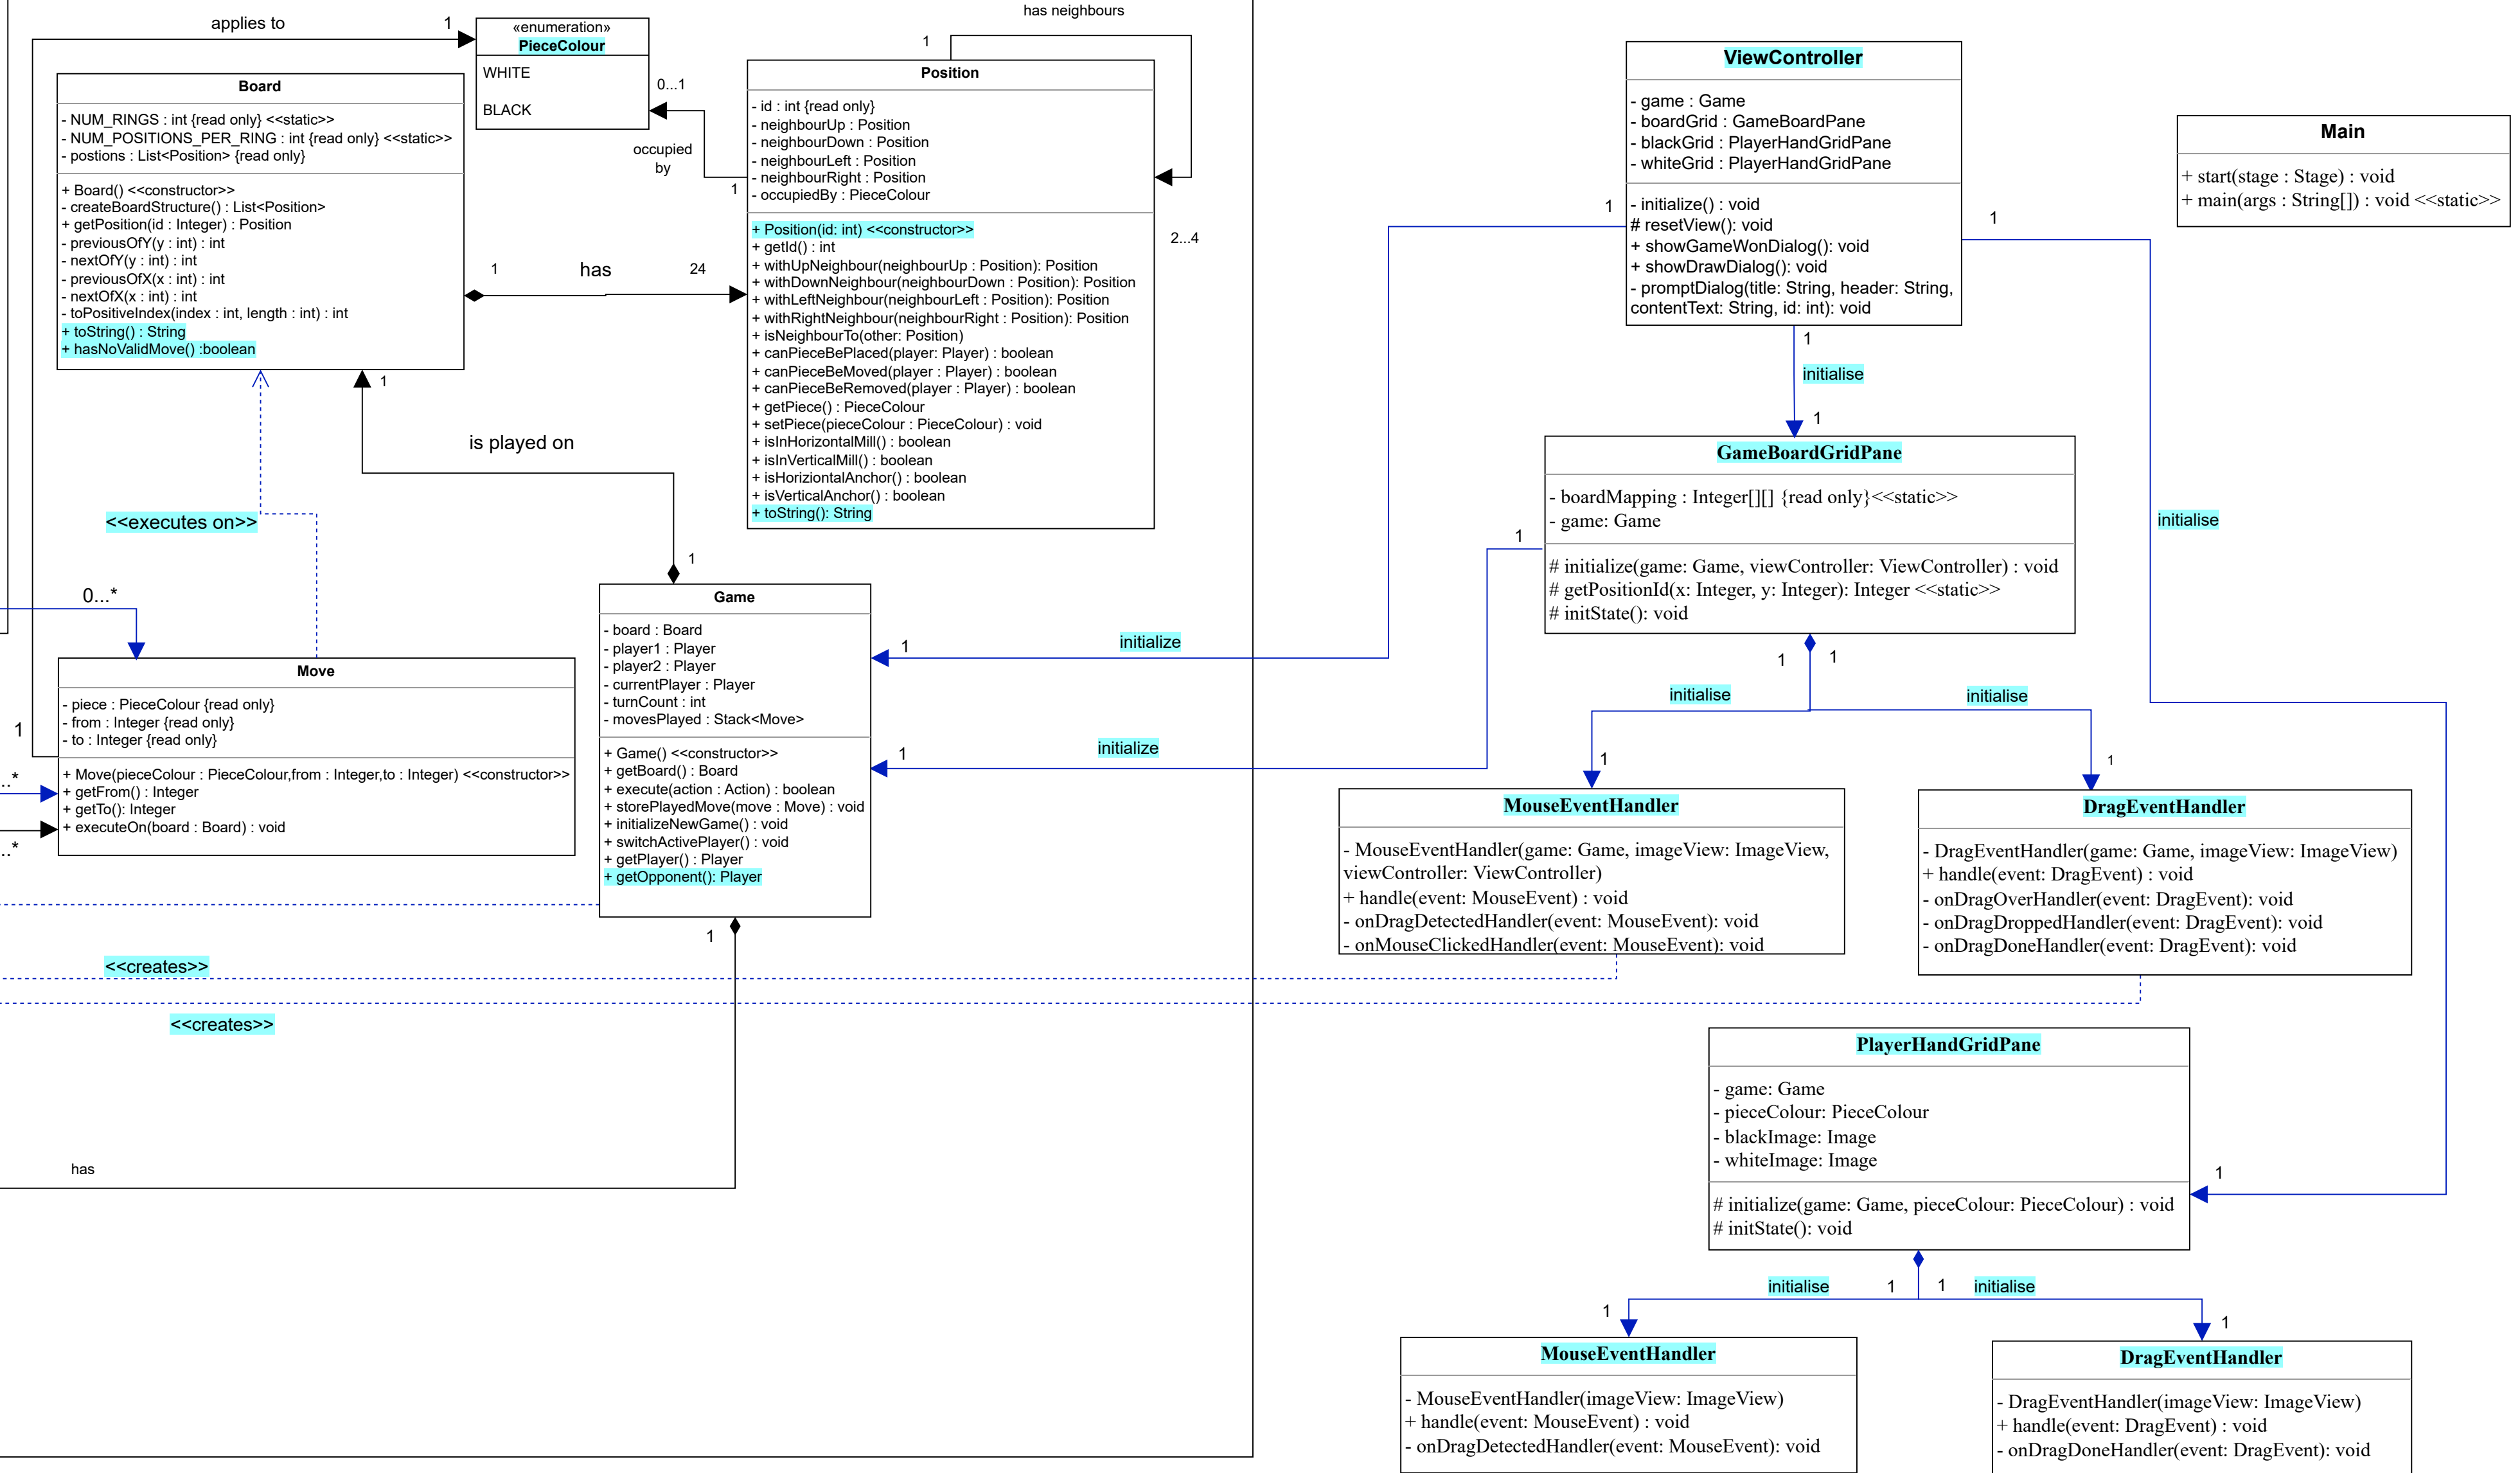 applies to
1
«enumeration»
PieceColour
WHITE
BLACK
0...1
occupied
by
1
has neighbours
1
2...4
Board
- NUM_RINGS : int {read only} <<static>>
- NUM_POSITIONS_PER_RING : int {read only} <<static>>
- postions : List<Position> {read only}
+ Board() <<constructor>>
- createBoardStructure() : List<Position>
+ getPosition(id : Integer) : Position
- previousOfY(y : int) : int
- nextOfY(y : int) : int
- previousOfX(x : int) : int
- nextOfX(x : int) : int
- toPositiveIndex(index : int, length : int) : int
+ toString() : String
+ hasNoValidMove() :boolean
1
has
24
Position
- id : int {read only}
- neighbourUp : Position
- neighbourDown : Position
- neighbourLeft : Position
- neighbourRight : Position
- occupiedBy : PieceColour
+ Position(id: int) <<constructor>>
+ getId() : int
+ withUpNeighbour(neighbourUp : Position): Position
+ withDownNeighbour(neighbourDown : Position): Position
+ withLeftNeighbour(neighbourLeft : Position): Position
+ withRightNeighbour(neighbourRight : Position): Position
+ isNeighbourTo(other: Position)
+ canPieceBePlaced(player: Player) : boolean
+ canPieceBeMoved(player : Player) : boolean
+ canPieceBeRemoved(player : Player) : boolean
+ getPiece() : PieceColour
+ setPiece(pieceColour : PieceColour) : void
+ isInHorizontalMill() : boolean
+ isInVerticalMill() : boolean
+ isHoriziontalAnchor() : boolean
+ isVerticalAnchor() : boolean
+ toString(): String
1
is played on
1
<<executes on>>
0...*
Move
- piece : PieceColour {read only}
- from : Integer {read only}
- to : Integer {read only}
+ Move(pieceColour : PieceColour,from : Integer,to : Integer) <<constructor>>
+ getFrom() : Integer
+ getTo(): Integer
+ executeOn(board : Board) : void
1
..*
..*
Game
- board : Board
- player1 : Player
- player2 : Player
- currentPlayer : Player
- turnCount : int
- movesPlayed : Stack<Move>
+ Game() <<constructor>>
+ getBoard() : Board
+ execute(action : Action) : boolean
+ storePlayedMove(move : Move) : void
+ initializeNewGame() : void
+ switchActivePlayer() : void
+ getPlayer() : Player
+ getOpponent(): Player
1
<<creates>>
<<creates>>
has
ViewController
- game : Game
- boardGrid : GameBoardPane
- blackGrid : PlayerHandGridPane
- whiteGrid : PlayerHandGridPane
- initialize() : void
# resetView(): void
+ showGameWonDialog(): void
+ showDrawDialog(): void
- promptDialog(title: String, header: String,
contentText: String, id: int): void
1
1
1
initialise
1
initialise
Main
+ start(stage : Stage) : void
+ main(args : String[]) : void <<static>>
GameBoardGridPane
- boardMapping : Integer[][] {read only}<<static>>
- game: Game
# initialize(game: Game, viewController: ViewController) : void
# getPositionId(x: Integer, y: Integer): Integer <<static>>
# initState(): void
1
1
initialize
1
initialize
1
1
initialise
initialise
1
1
MouseEventHandler
- MouseEventHandler(game: Game, imageView: ImageView,
viewController: ViewController)
+ handle(event: MouseEvent) : void
- onDragDetectedHandler(event: MouseEvent): void
- onMouseClickedHandler(event: MouseEvent): void
DragEventHandler
- DragEventHandler(game: Game, imageView: ImageView)
+ handle(event: DragEvent) : void
- onDragOverHandler(event: DragEvent): void
- onDragDroppedHandler(event: DragEvent): void
- onDragDoneHandler(event: DragEvent): void
PlayerHandGridPane
- game: Game
- pieceColour: PieceColour
- blackImage: Image
- whiteImage: Image
# initialize(game: Game, pieceColour: PieceColour) : void
# initState(): void
1
initialise
1
1
initialise
1
1
MouseEventHandler
- MouseEventHandler(imageView: ImageView)
+ handle(event: MouseEvent) : void
- onDragDetectedHandler(event: MouseEvent): void
DragEventHandler
- DragEventHandler(imageView: ImageView)
+ handle(event: DragEvent) : void
- onDragDoneHandler(event: DragEvent): void